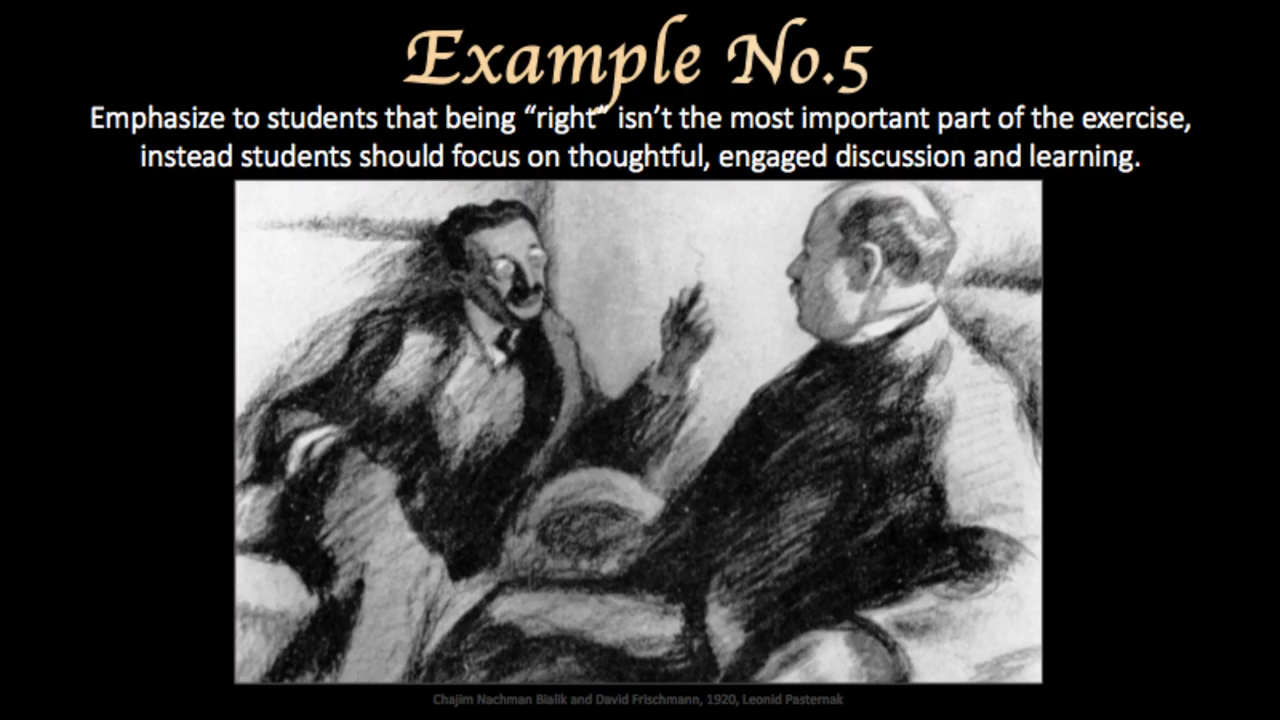 Example No.5
Emphasize to students that being “right” isn’t the most important part of the exercise,
instead students should focus on thoughtful, engaged discussion and learning.
Chajim Nachman Bialik and David Frischmann, 1920, Leonid Pasternak